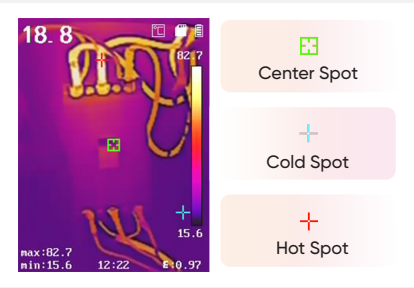 18.8
82.7
15.6
max:82.7
min:15.6 12:22 E:0.97
Center Spot
Cold Spot
Hot Spot